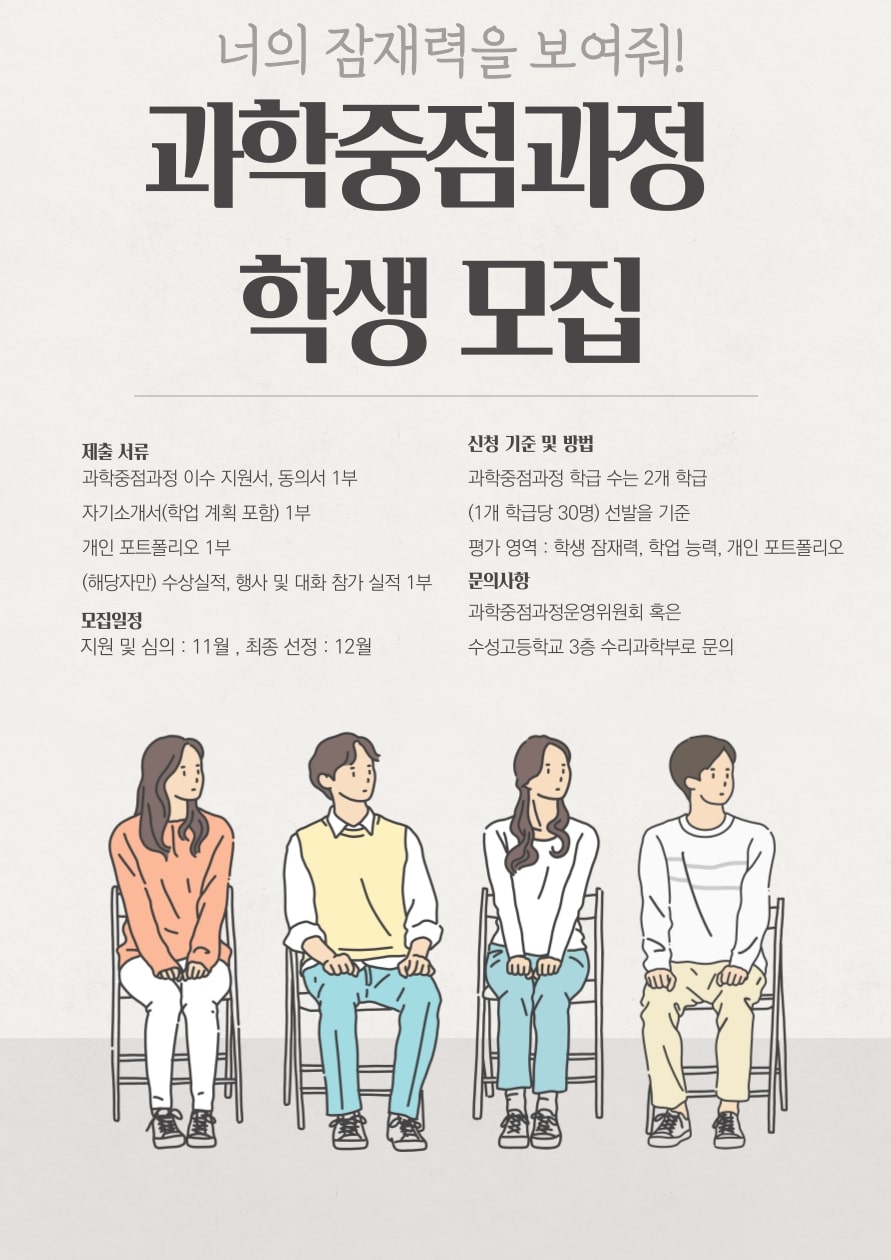 너의 잠재력을 보여줘!
과학중점과정
학생 모집
제출 서류
과학중점과정 이수 지원서, 동의서 1부
자기소개서(학업 계획 포함) 1부
개인 포트폴리오 1부
(해당자만) 수상실적, 행사 및 대화 참가 실적 1부
모집일정
지원 및 심의 : 11월 , 최종 선정 : 12월
신청 기준 및 방법
과학중점과정 학급 수는 2개 학급
(1개 학급당 30명) 선발을 기준
평가 영역 : 학생 잠재력, 학업 능력, 개인 포트폴리오
문의사항
과학중점과정운영위원회 혹은
수성고등학교 3층 수리과학부로 문의